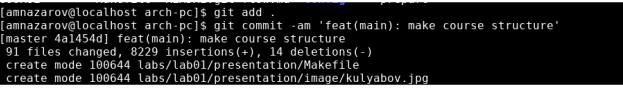 [amnazarov@localhost arch-pc]$ git add .
[amnazarov@localhost arch-pc]$ git commit -am 'feat(main): make course structure'
[master 4a1454d] feat(main): make course structure
 91 files changed, 8229 insertions(+), 14 deletions(-)
 create mode 100644 labs/lab01/presentation/Makefile
 create mode 100644 labs/lab01/presentation/image/kulyabov.jpg